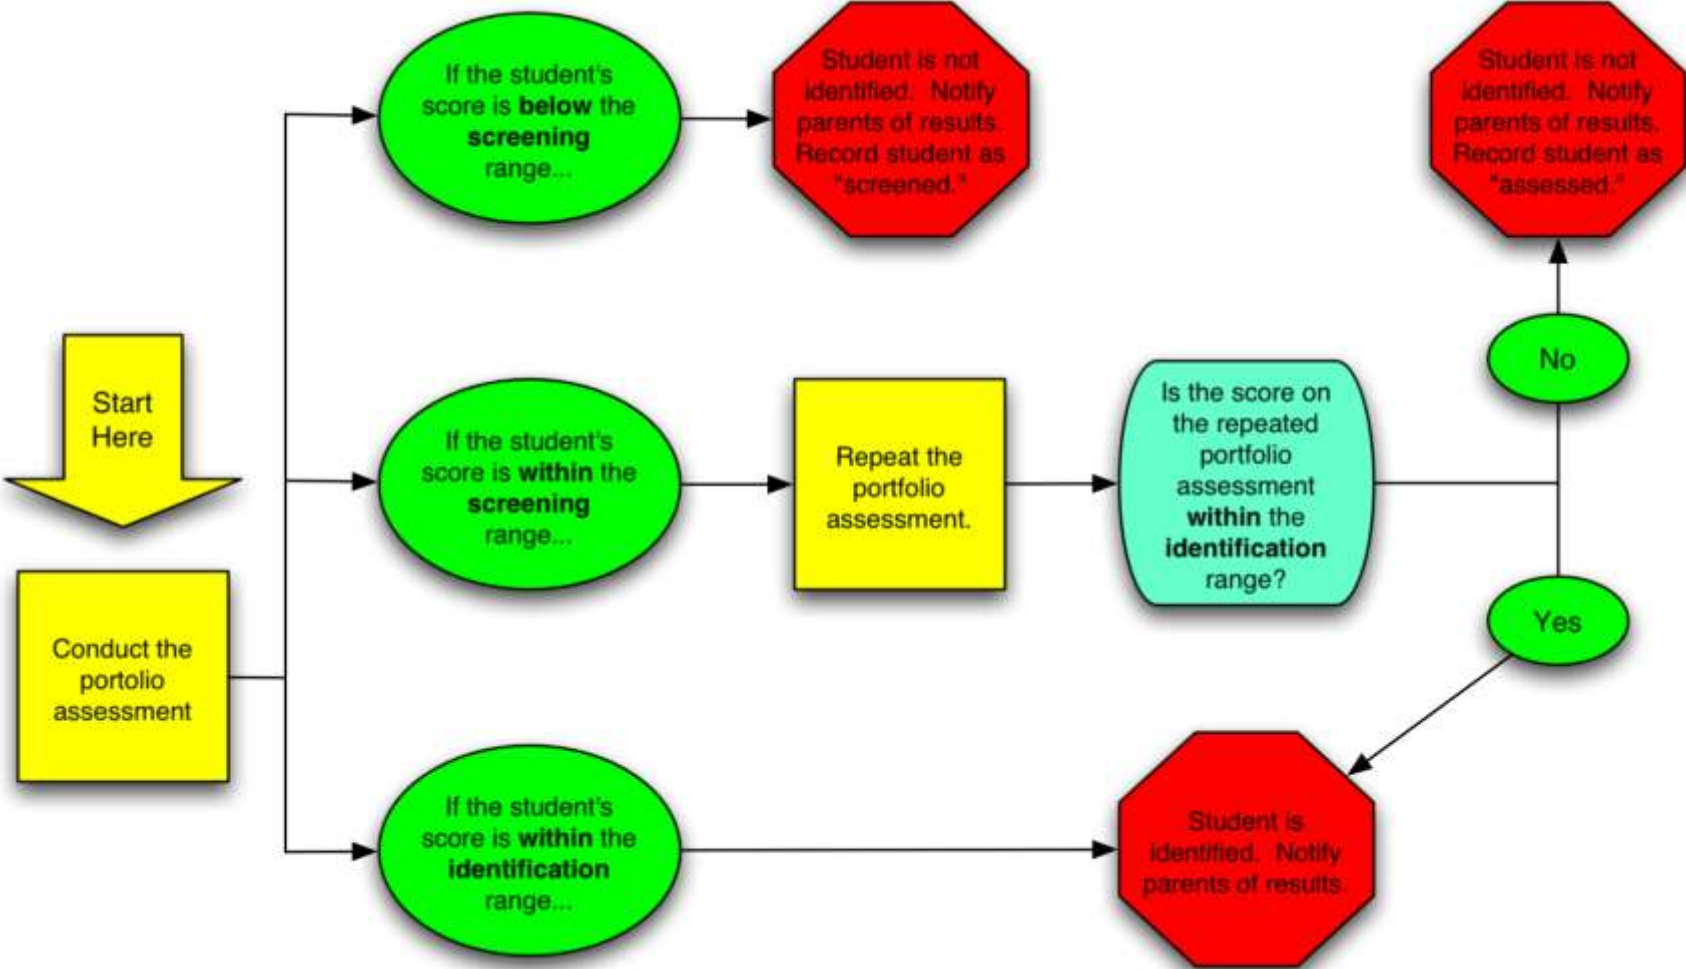 Start
Here
Conduct the
portolio
assessment
If the student's
score is below the
screening
range...
Student is not
identified.  Notify
parents of results.
Record student as
"screened."
If the student's
score is within the
screening
range...
Repeat the
portfolio
assessment.
Is the score on
the repeated
portfolio
assessment
within the
identification
range?
No
Student is not
identified.  Notify
parents of results.
Record student as
"assessed."
Yes
If the student's
score is within the
identification
range...
Student is
identified.  Notify
parents of results.